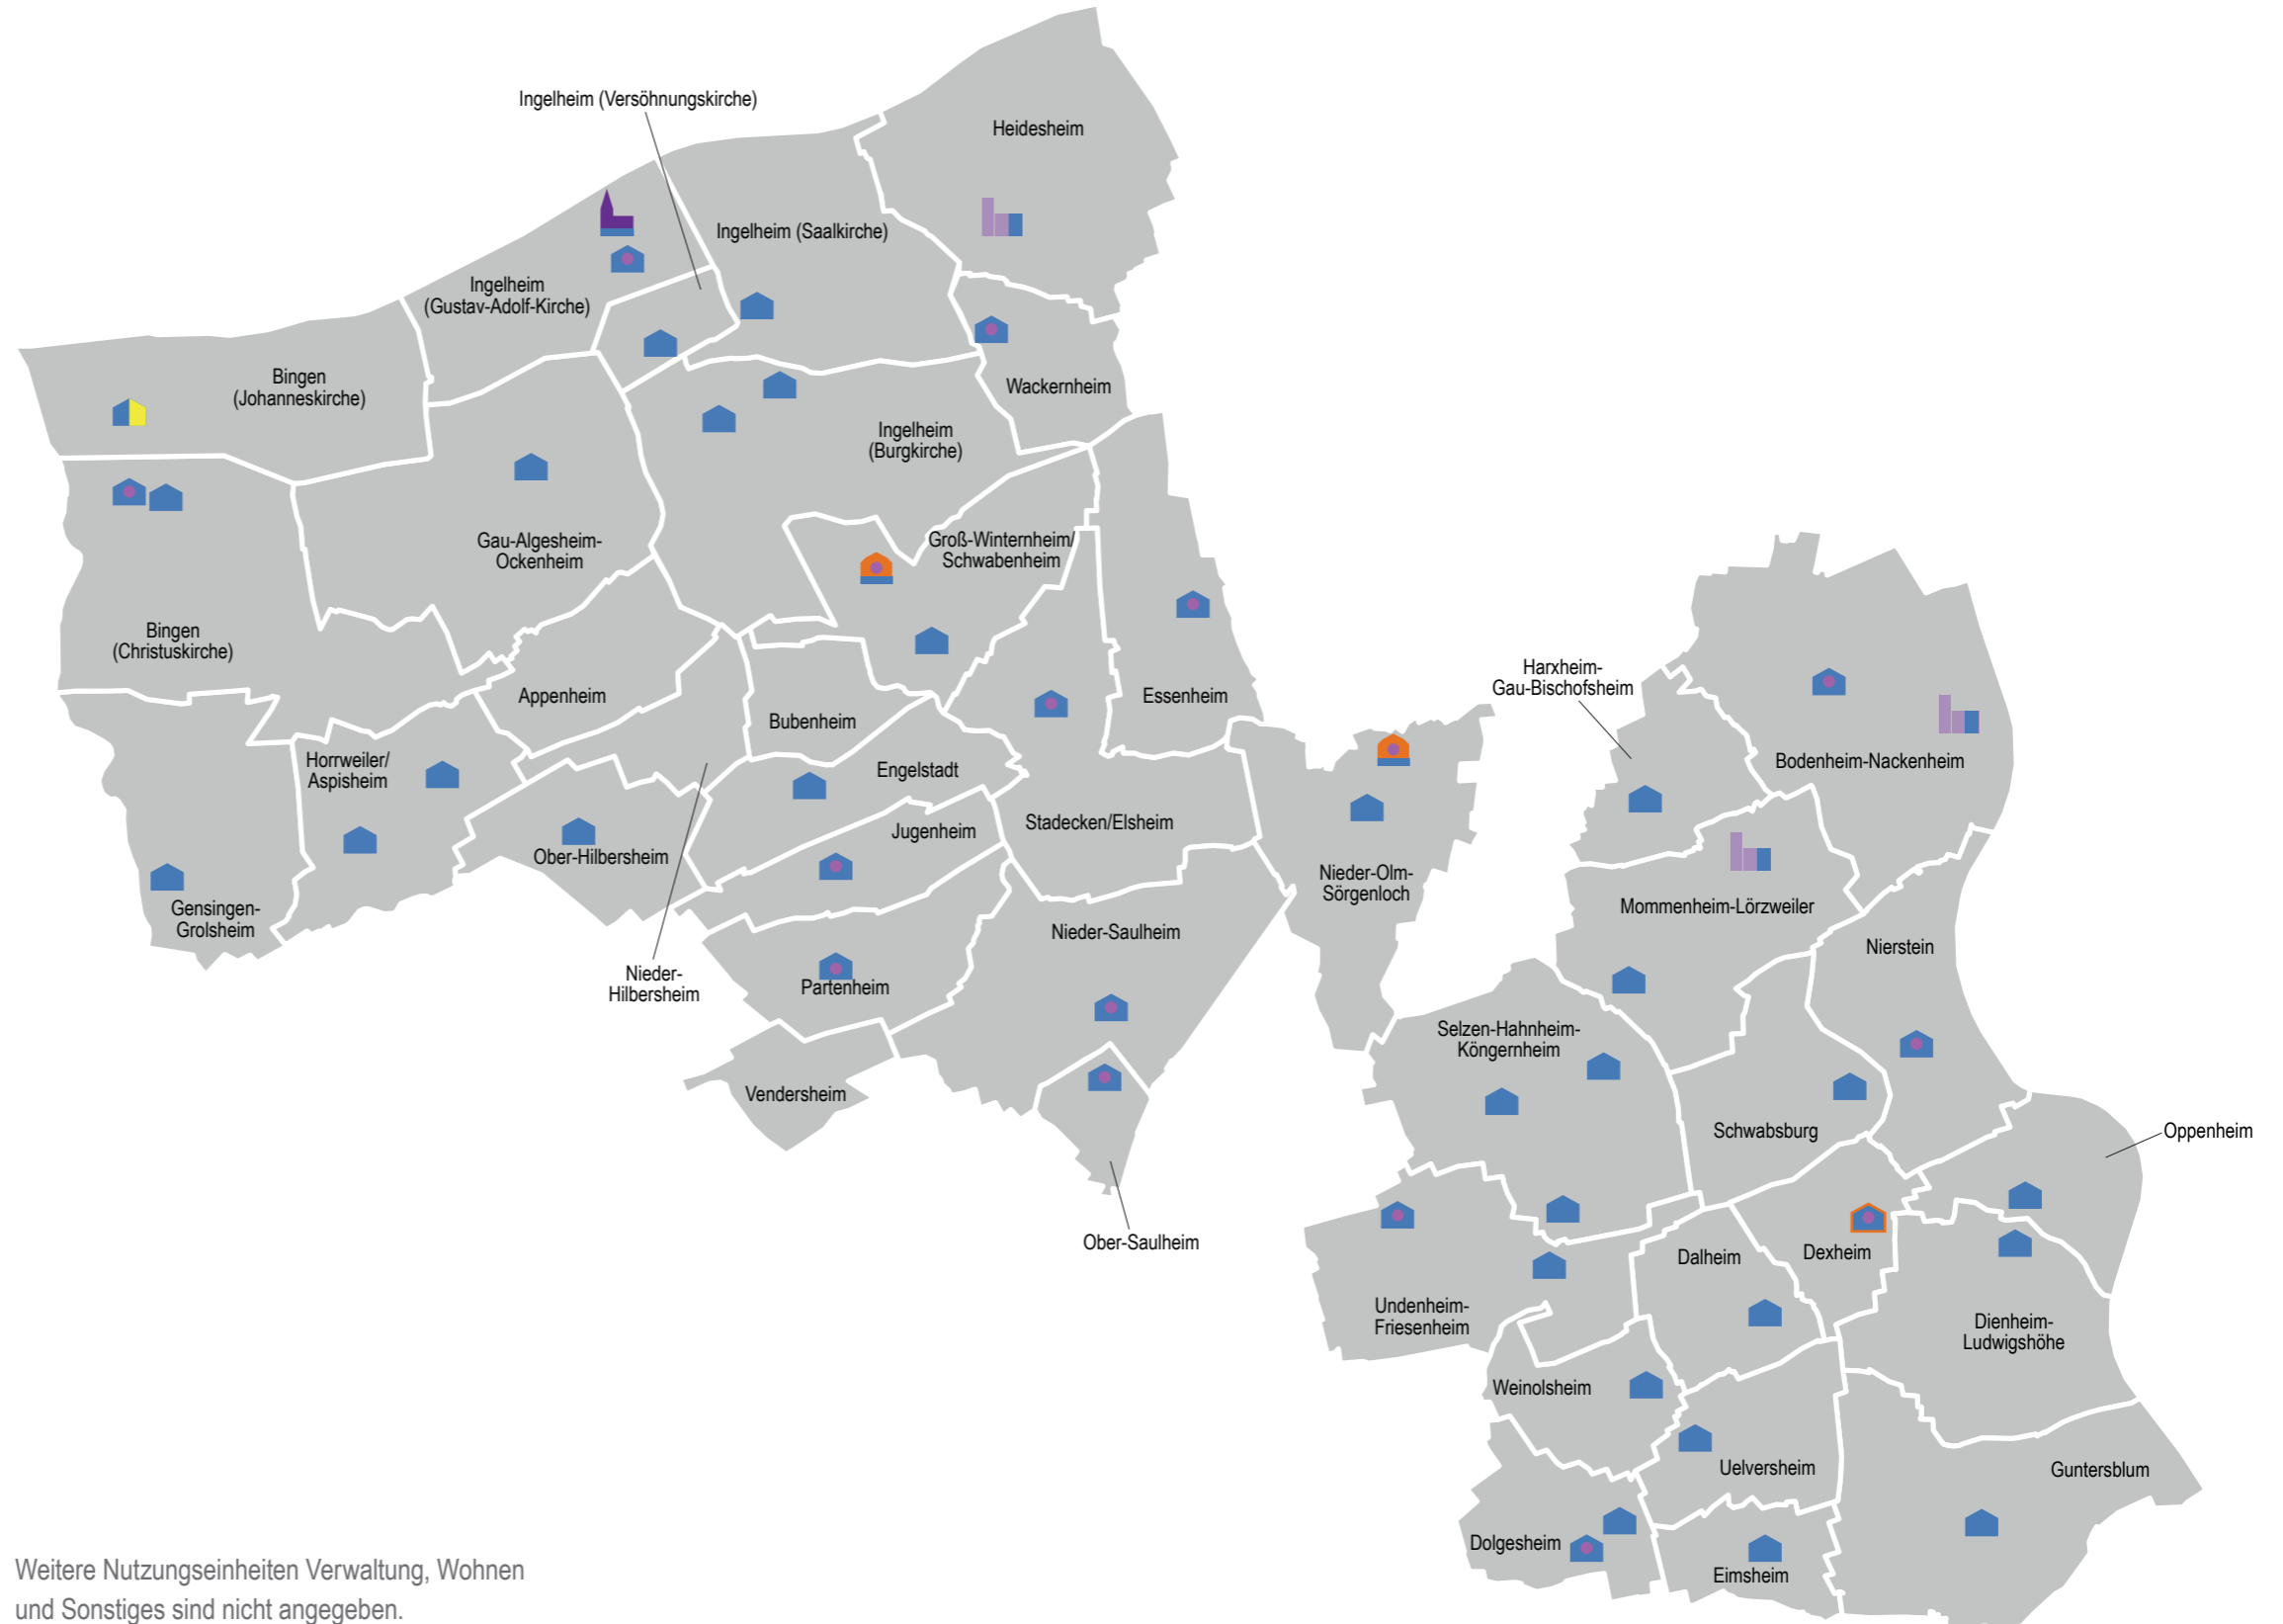 Ingelheim (Versöhnungskirche)
Heidesheim
Ingelheim (Saalkirche)
Ingelheim
(Gustav-Adolf-Kirche)
Bingen
(Johanneskirche)
Wackernheim
Ingelheim
(Burgkirche)
Gau-Algesheim-
Ockenheim
Groß-Winternheim/
Schwabenheim
Bingen
(Christuskirche)
Appenheim
Bubenheim
Essenheim
Harxheim-
Gau-Bischofsheim
Horrweiler/
Aspisheim
Engelstadt
Bodenheim-Nackenheim
Jugenheim
Stadecken/Elsheim
Ober-Hilbersheim
Nieder-Olm-
Sörgenloch
Gensingen-
Grolsheim
Mommenheim-Lörzweiler
Nieder-Saulheim
Nierstein
Nieder-
Hilbersheim
Partenheim
Selzen-Hahnheim-
Köngernheim
Vendersheim
Schwabsburg
Oppenheim
Ober-Saulheim
Dalheim
Dexheim
Undenheim-
Friesenheim
Dienheim-
Ludwigshöhe
Weinolsheim
Uelversheim
Guntersblum
Dolgesheim
Eimsheim
Weitere Nutzungseinheiten Verwaltung, Wohnen
und Sonstiges sind nicht angegeben.